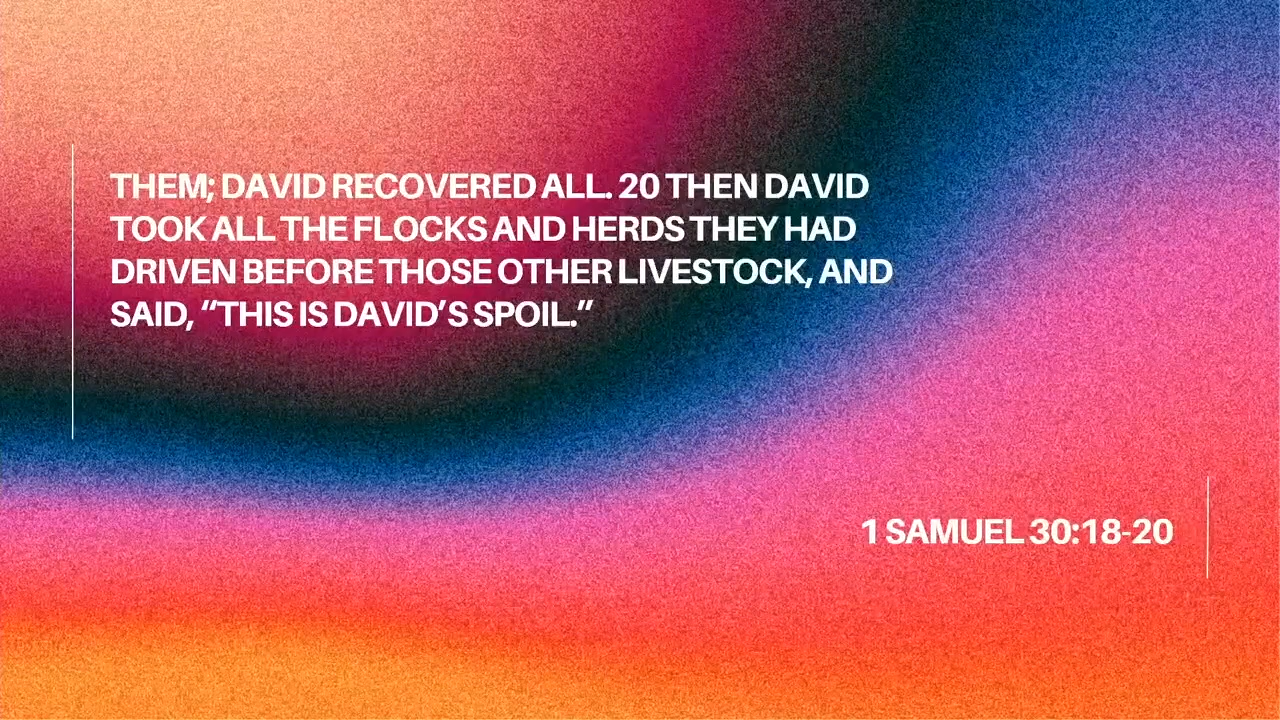 THEM; DAVID RECOVERED ALL. 20 THEN DAVID
TOOK ALL THE FLOCKS AND HERDS THEY HAD
DRIVEN BEFORE THOSE OTHER LIVESTOCK, AND
SAID, “THIS IS DAVID’S SPOIL.”
1 SAMUEL 30:18-20